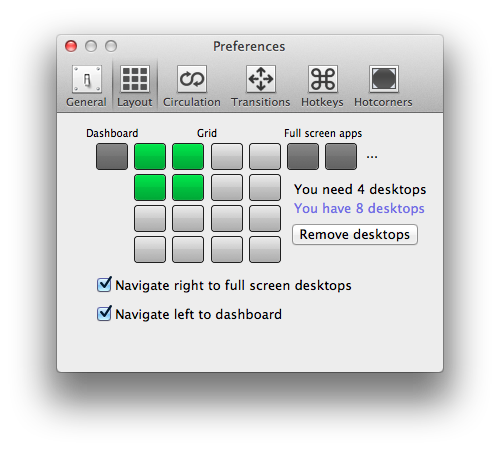 Preferences
General Layout Circulation Transitions Hotkeys Hotcorners
Dashboard Grid Full screen apps
...
You need 4 desktops
You have 8 desktops
Remove desktops
Navigate right to full screen desktops
Navigate left to dashboard